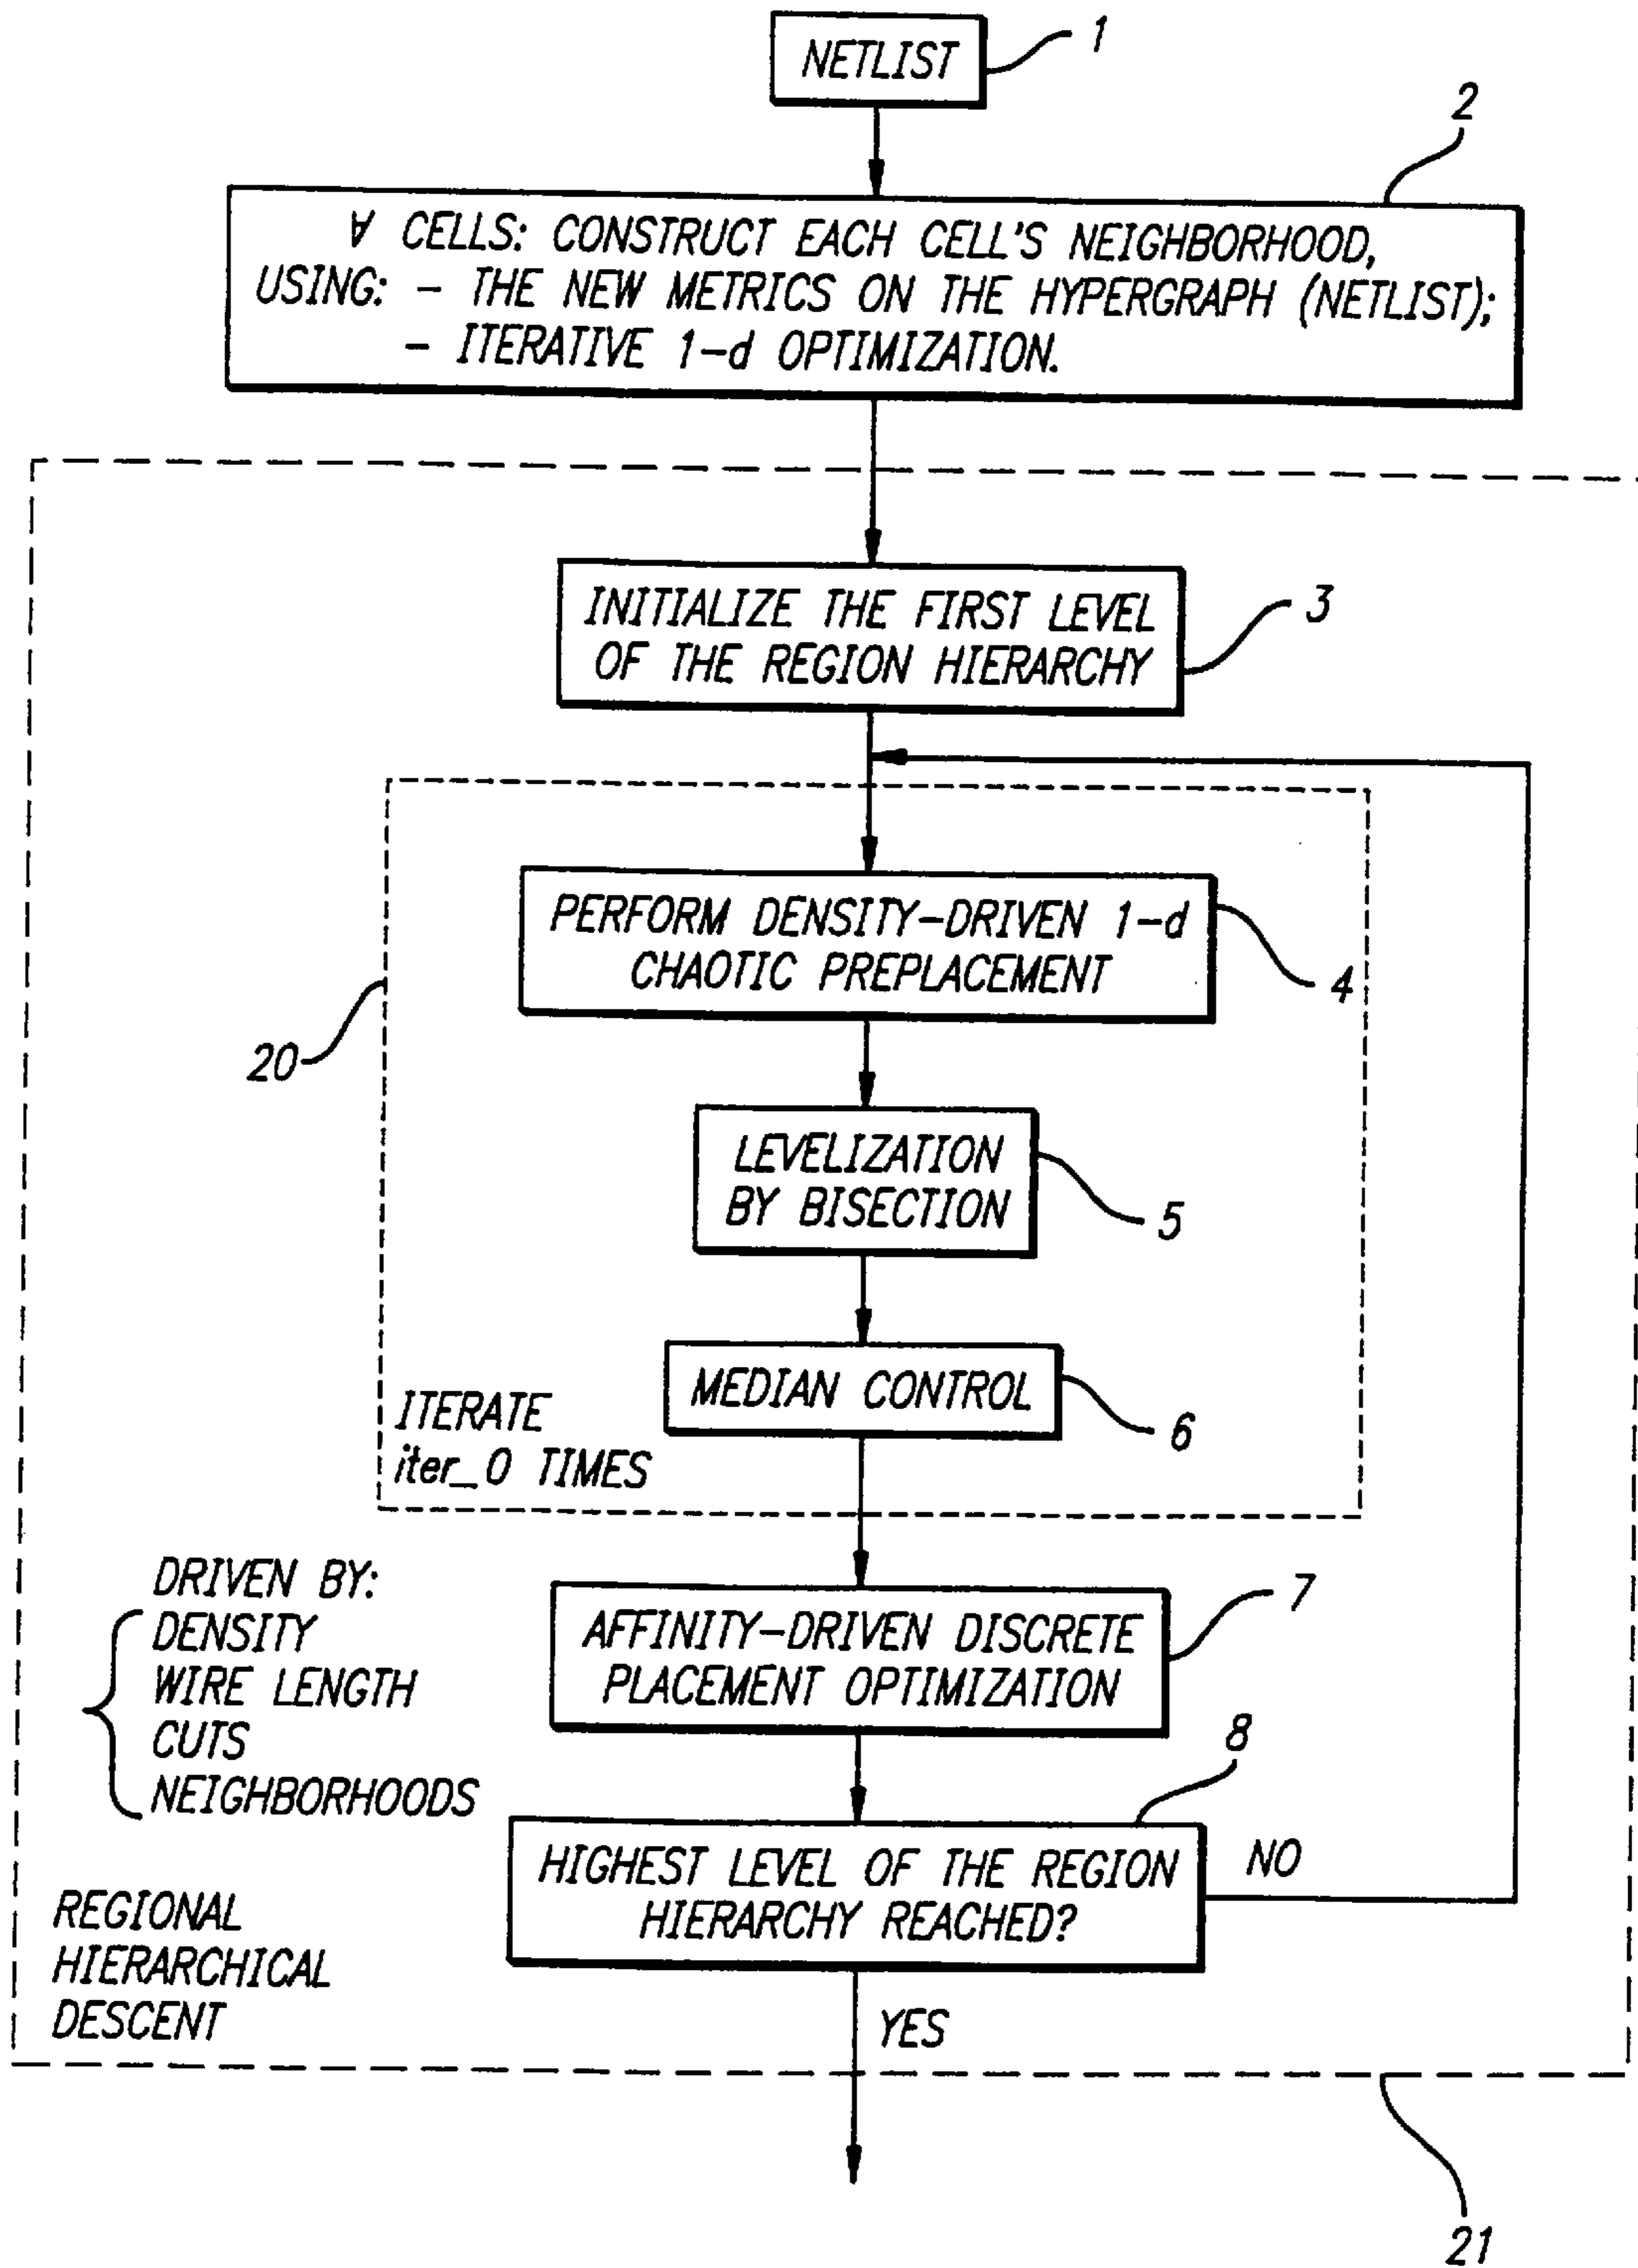 NETLIST
1
2
∀ CELLS: CONSTRUCT EACH CELL'S NEIGHBORHOOD,
USING: – THE NEW METRICS ON THE HYPERGRAPH (NETLIST);
– ITERATIVE 1–d OPTIMIZATION.
INITIALIZE THE FIRST LEVEL
OF THE REGION HIERARCHY
3
PERFORM DENSITY–DRIVEN 1–d
CHAOTIC PREPLACEMENT
4
20
LEVELIZATION
BY BISECTION
5
MEDIAN CONTROL
6
ITERATE
iter_0 TIMES
DRIVEN BY:
DENSITY
WIRE LENGTH
CUTS
NEIGHBORHOODS
AFFINITY–DRIVEN DISCRETE
PLACEMENT OPTIMIZATION
7
8
HIGHEST LEVEL OF THE REGION
HIERARCHY REACHED?
NO
REGIONAL
HIERARCHICAL
DESCENT
YES
21